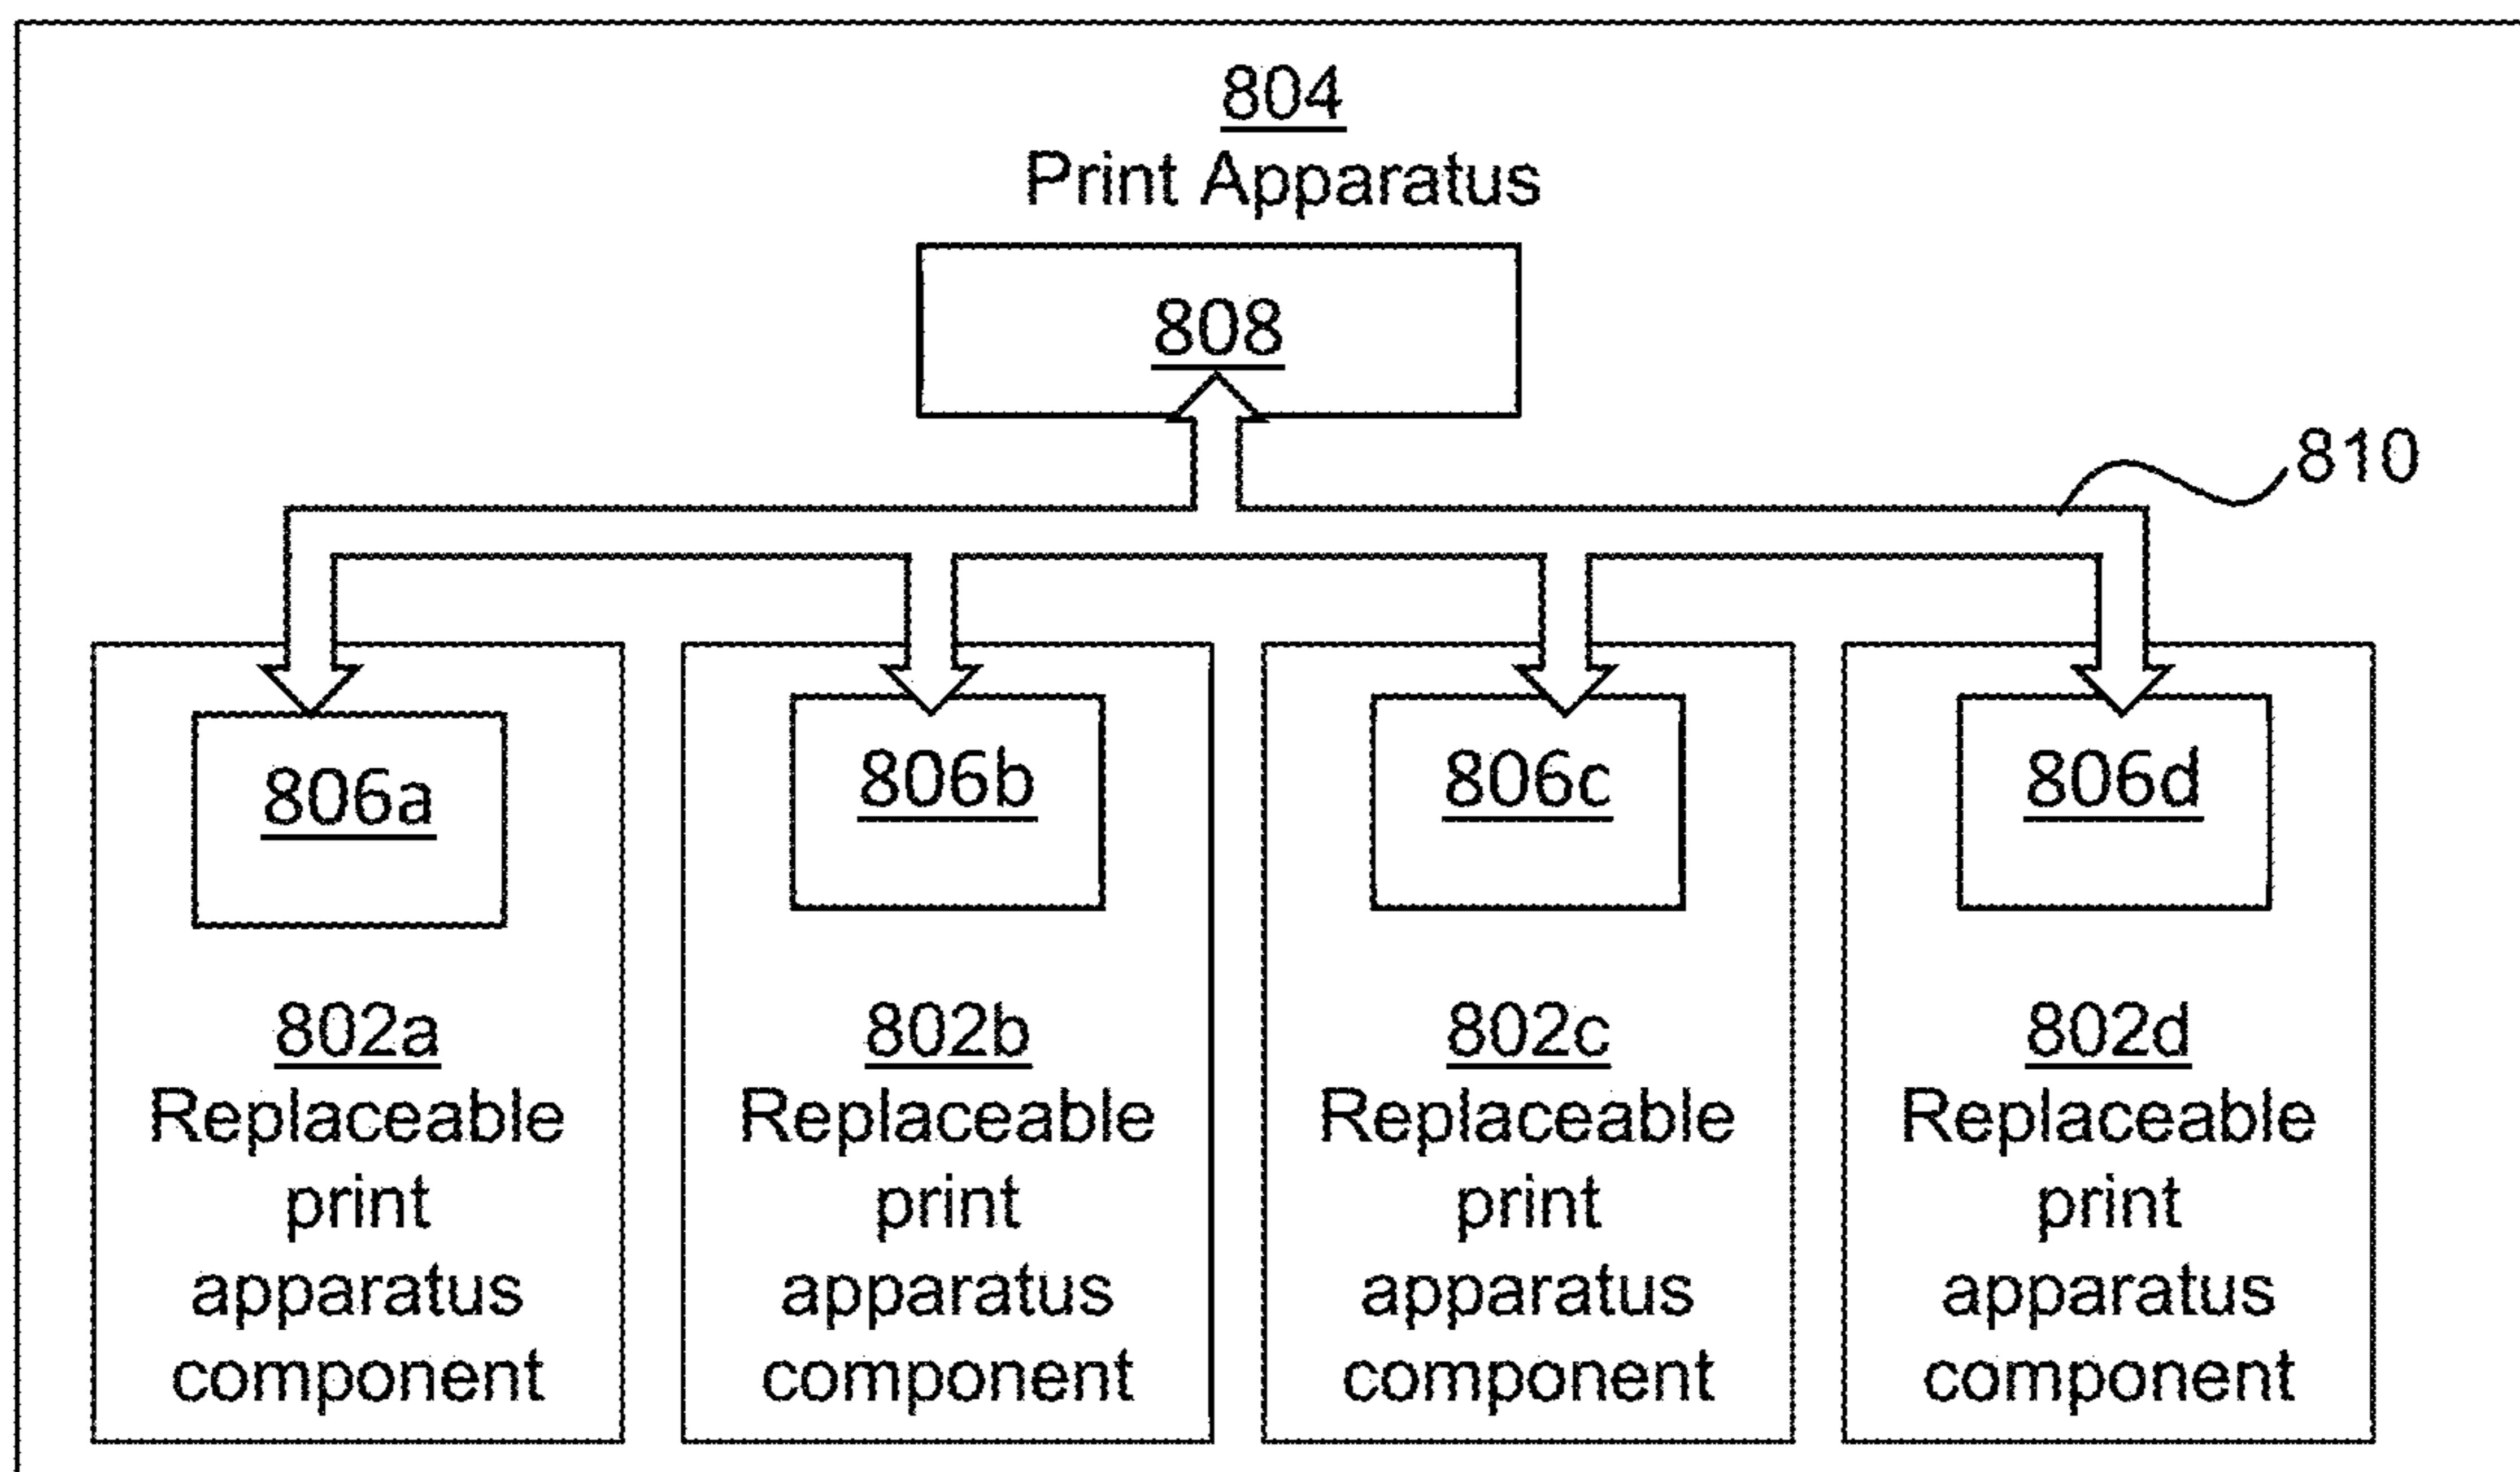 804
Print Apparatus
808
810
806a
806b
806c
806d
802a
Replaceable
print
apparatus
component
802b
Replaceable
print
apparatus
component
802c
Replaceable
print
apparatus
component
802d
Replaceable
print
apparatus
component